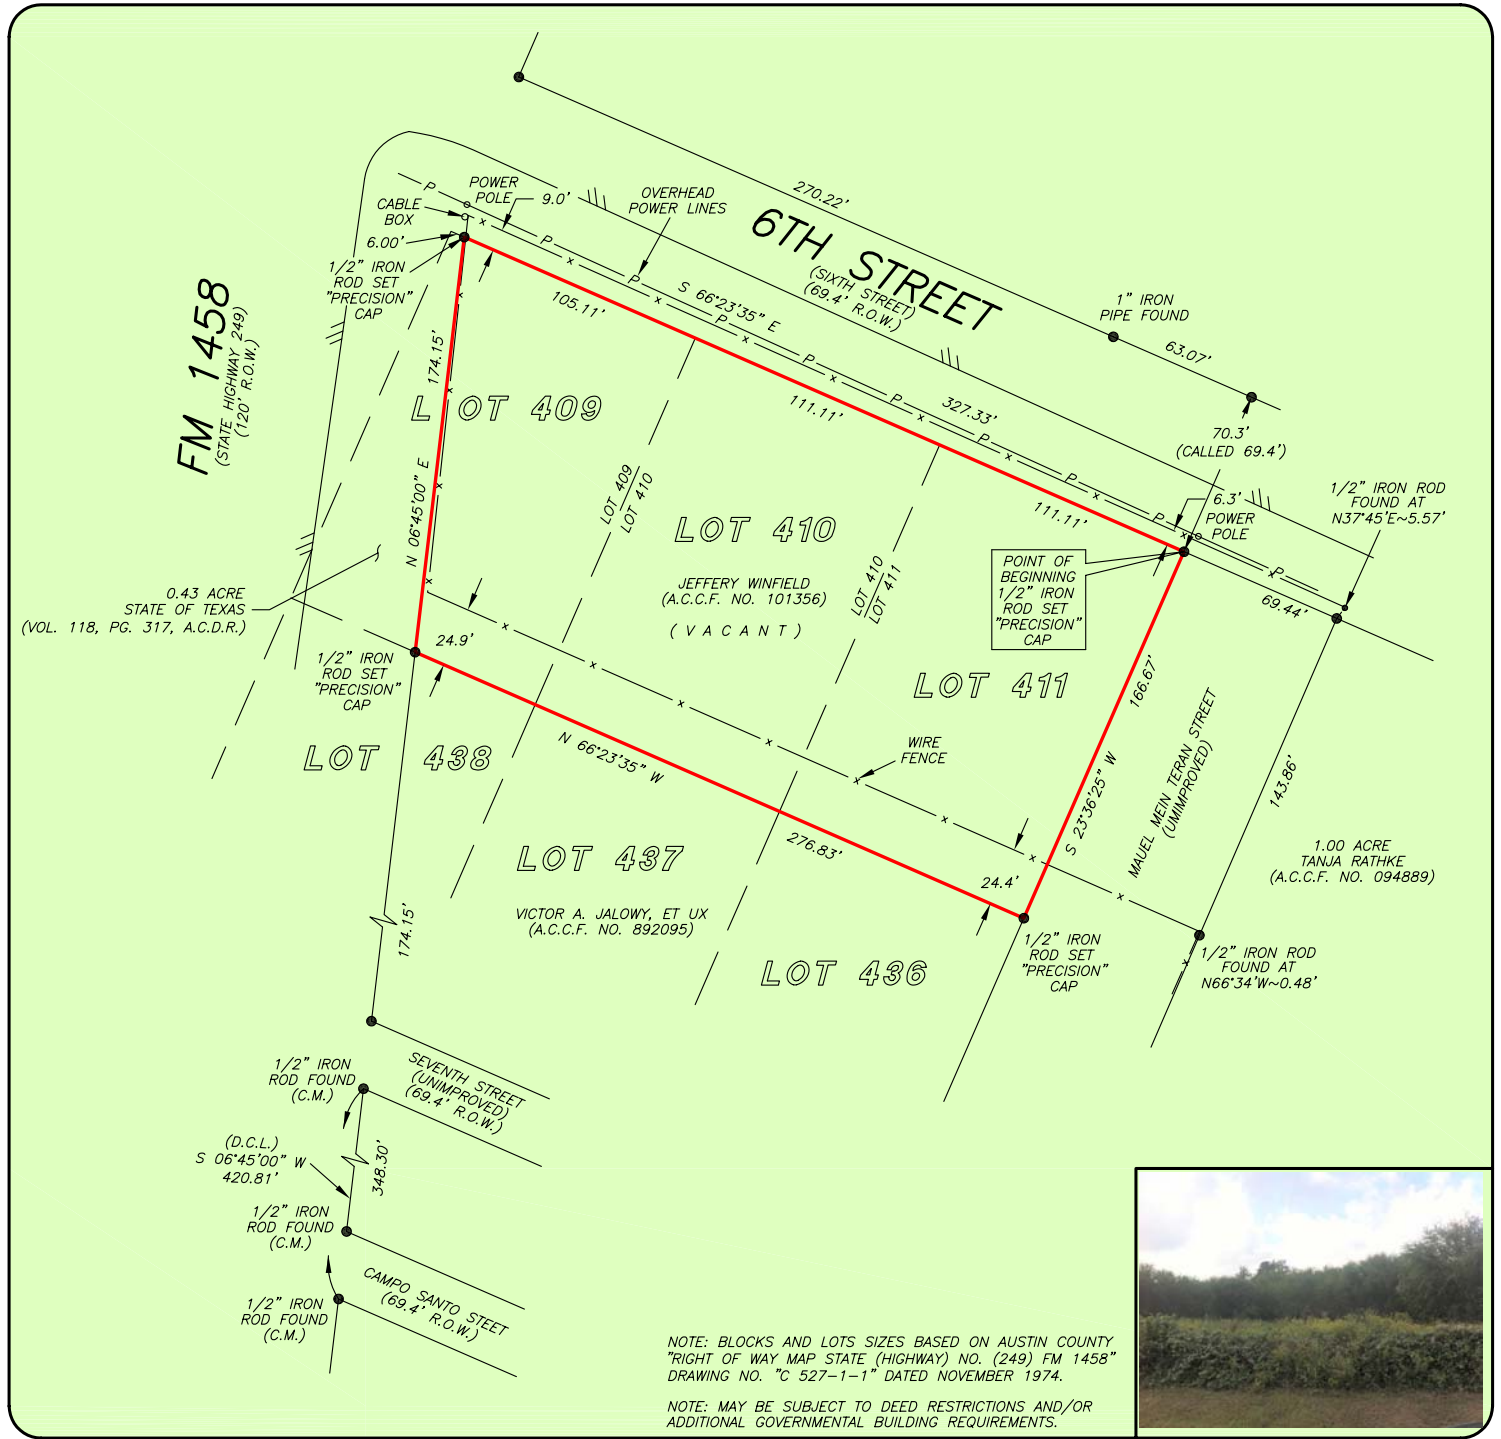 270.22'
6TH STREET
(SIXTH STREET)
(69.4' R.O.W.)
POWER
POLE
9.0'
OVERHEAD
POWER LINES
CABLE
BOX
6.00'
1/2" IRON
ROD SET
"PRECISION"
CAP
P P P P P P P P P P P
S 66°23'35" E
327.33'
1" IRON
PIPE FOUND
63.07'
70.3'
(CALLED 69.4')
FM 1458
(STATE HIGHWAY 249)
(120' R.O.W.)
105.11'
111.11'
111.11'
174.15'
N 06°45'00" E
LOT 409
LOT 409
LOT 410
LOT 410
JEFFERY WINFIELD
(A.C.C.F. NO. 101356)
( V A C A N T )
LOT 410
LOT 411
LOT 411
6.3'
POWER
POLE
1/2" IRON ROD
FOUND AT
N37°45'E~5.57'
POINT OF
BEGINNING
1/2" IRON
ROD SET
"PRECISION"
CAP
69.44'
0.43 ACRE
STATE OF TEXAS
(VOL. 118, PG. 317, A.C.D.R.)
24.9'
1/2" IRON
ROD SET
"PRECISION"
CAP
166.67'
S 23°36'25" W
MAUEL MEIN TERAN STREET
(UMIMPROVED)
143.86'
WIRE
FENCE
LOT 438
N 66°23'35" W
276.83'
24.4'
LOT 437
VICTOR A. JALOWY, ET UX
(A.C.C.F. NO. 892095)
LOT 436
1.00 ACRE
TANJA RATHKE
(A.C.C.F. NO. 094889)
1/2" IRON
ROD SET
"PRECISION"
CAP
1/2" IRON ROD
FOUND AT
N66°34'W~0.48'
174.15'
SEVENTH STREET
(UNIMPROVED)
(69.4' R.O.W.)
1/2" IRON
ROD FOUND
(C.M.)
(D.C.L.)
S 06°45'00" W
420.81'
348.30'
1/2" IRON
ROD FOUND
(C.M.)
CAMPO SANTO STEET
(69.4' R.O.W.)
1/2" IRON
ROD FOUND
(C.M.)
NOTE: BLOCKS AND LOTS SIZES BASED ON AUSTIN COUNTY
"RIGHT OF WAY MAP STATE (HIGHWAY) NO. (249) FM 1458"
DRAWING NO. "C 527-1-1" DATED NOVEMBER 1974.
NOTE: MAY BE SUBJECT TO DEED RESTRICTIONS AND/OR
ADDITIONAL GOVERNMENTAL BUILDING REQUIREMENTS.